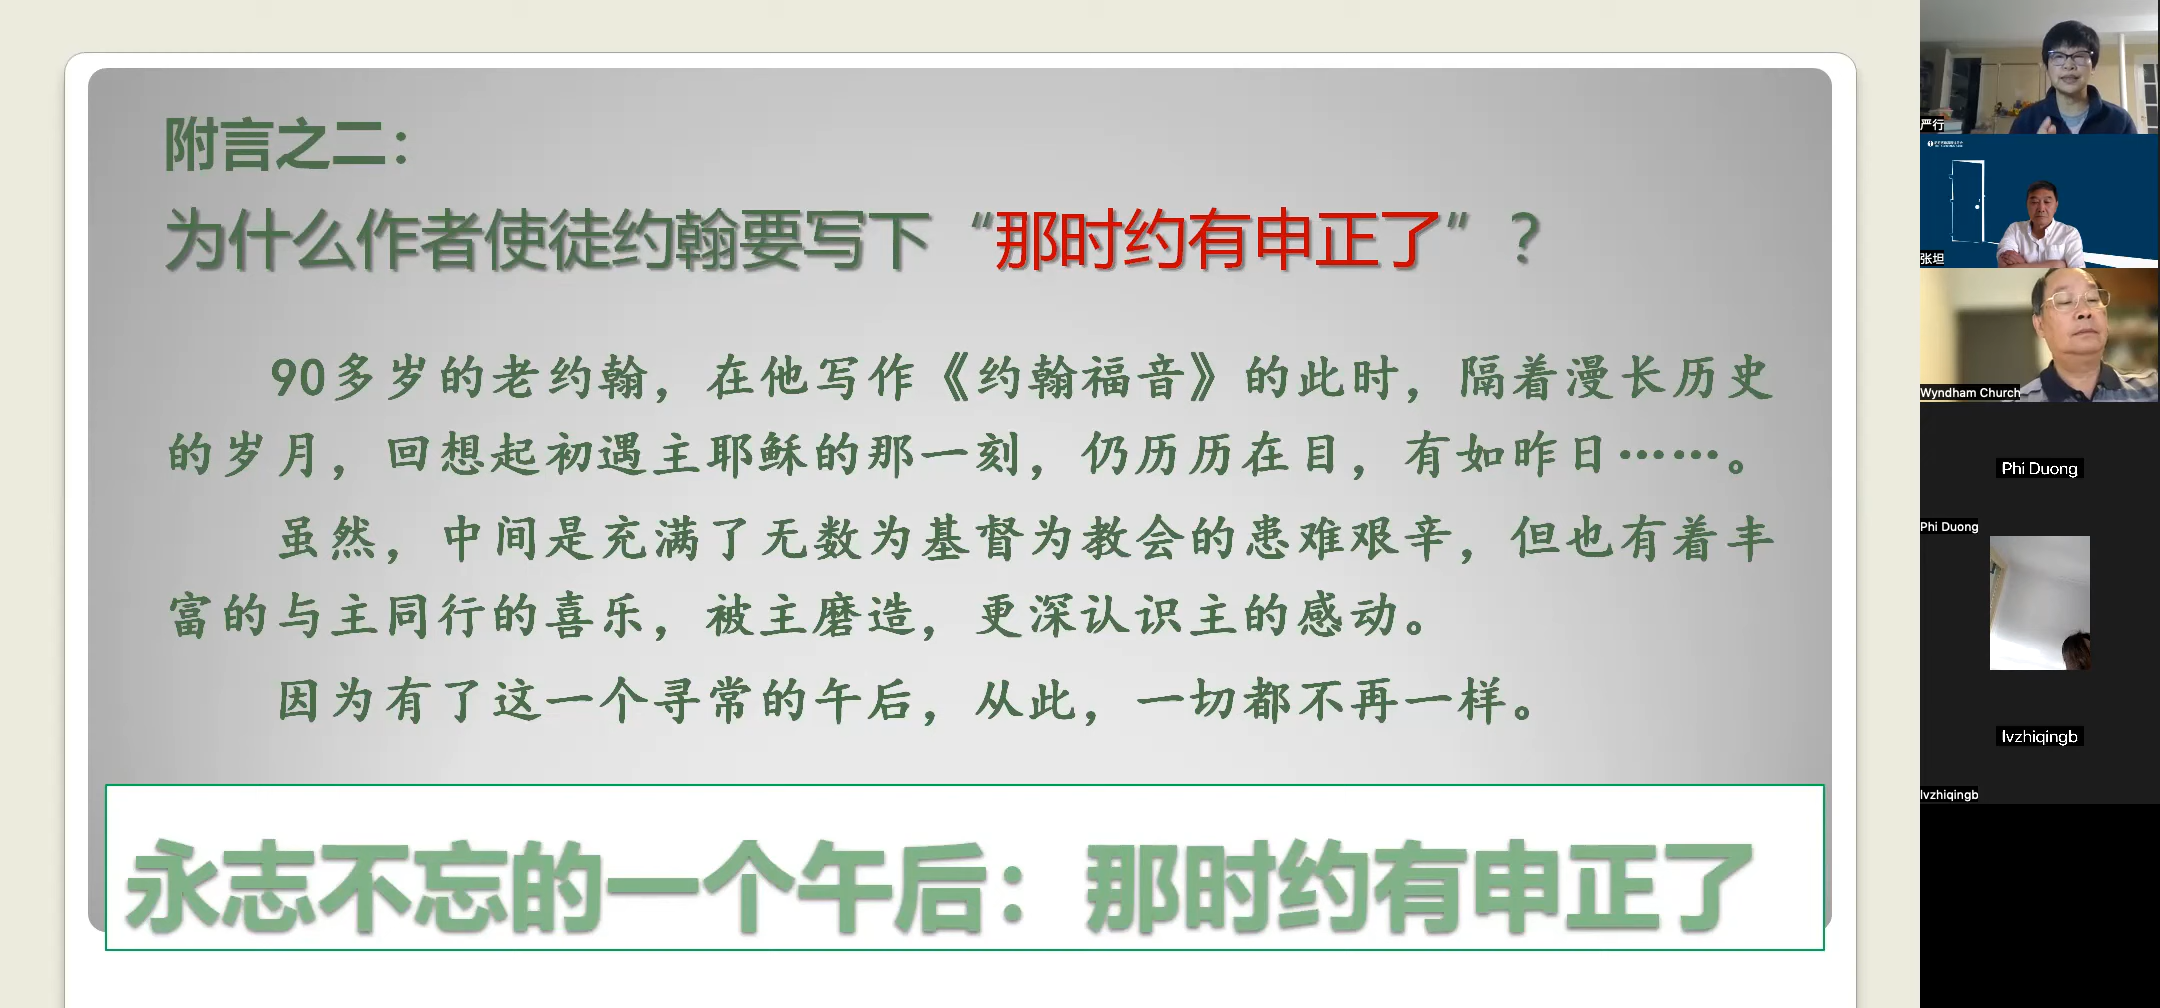 附言之二：
为什么作者使徒约翰要写下“那时约有申正了”？
90多岁的老约翰，在他写作《约翰福音》的此时，隔着漫长历史
的岁月，回想起初遇主耶稣的那一刻，仍历历在目，有如昨日……。
虽然，中间是充满了无数为基督为教会的患难艰辛，但也有着丰
富的与主同行的喜乐，被主磨造，更深认识主的感动。
因为有了这一个寻常的午后，从此，一切都不再一样。
永志不忘的一个午后：那时约有申正了
严行
张坦
Wyndham Church
Phi Duong
Phi Duong
lvzhiqingb
lvzhiqingb